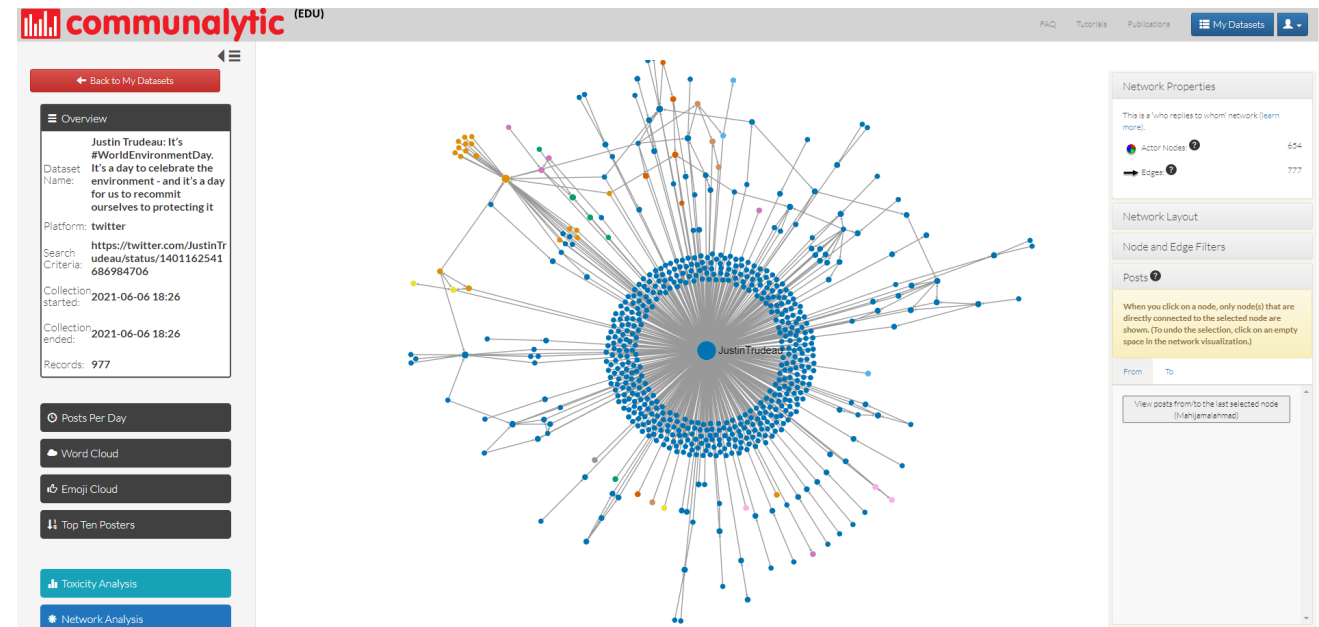 communalytic (EDU)
FAQ Tutorials Publications My Datasets
Back to My Datasets
Overview
Dataset Name: Justin Trudeau: It's
#WorldEnvironmentDay.
It's a day to celebrate the
environment - and it's a day
for us to recommit
ourselves to protecting it
Platform: twitter
Search Criteria: https://twitter.com/JustinTr
udeau/status/1401162541
686984706
Collection started: 2021-06-06 18:26
Collection ended: 2021-06-06 18:26
Records: 977
Posts Per Day
Word Cloud
Emoji Cloud
Top Ten Posters
Toxicity Analysis
Network Analysis
JustinTrudeau
Network Properties
This is a 'who replies to whom' network (learn
more).
Actor Nodes: ? 654
Edges: ? 777
Network Layout
Node and Edge Filters
Posts ?
When you click on a node, only node(s) that are
directly connected to the selected node are
shown. (To undo the selection, click on an empty
space in the network visualization.)
From To
View posts from/to the last selected node
(Mahijamalahmad)